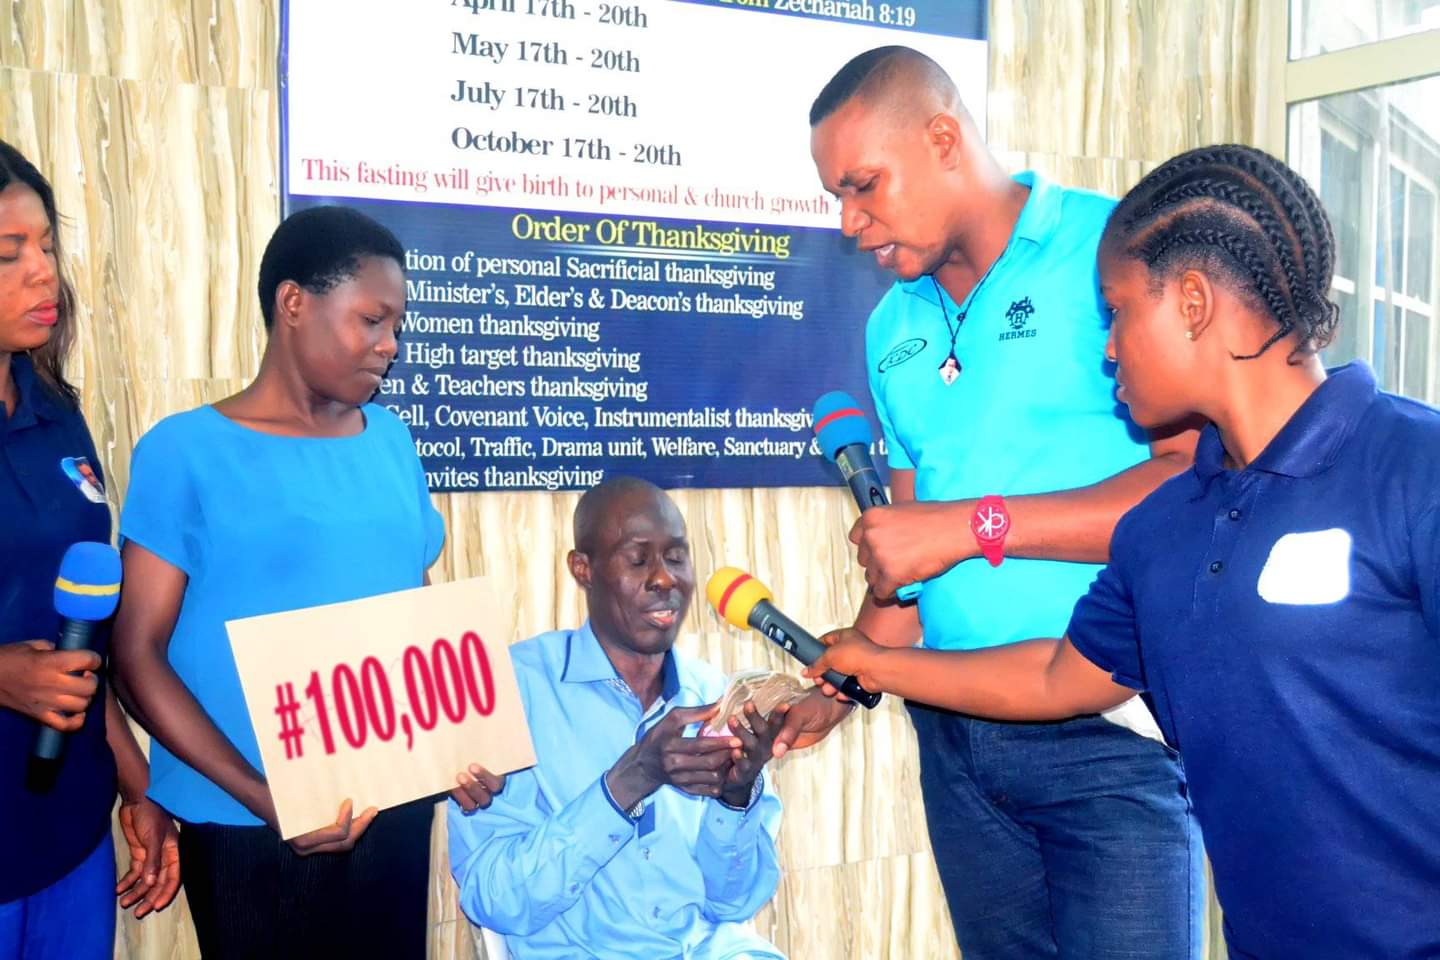 from Zechariah 8:19
April 17th - 20th
May 17th - 20th
July 17th - 20th
October 17th - 20th
This fasting will give birth to personal & church growth
Order Of Thanksgiving
tion of personal Sacrificial thanksgiving
Minister's, Elder's & Deacon's thanksgiving
Women thanksgiving
High target thanksgiving
en & Teachers thanksgiving
Cell, Covenant Voice, Instrumentalist thanksgiv
tocol, Traffic, Drama unit, Welfare, Sanctuary &
nvites thanksgiving
#100,000
H
HERMES